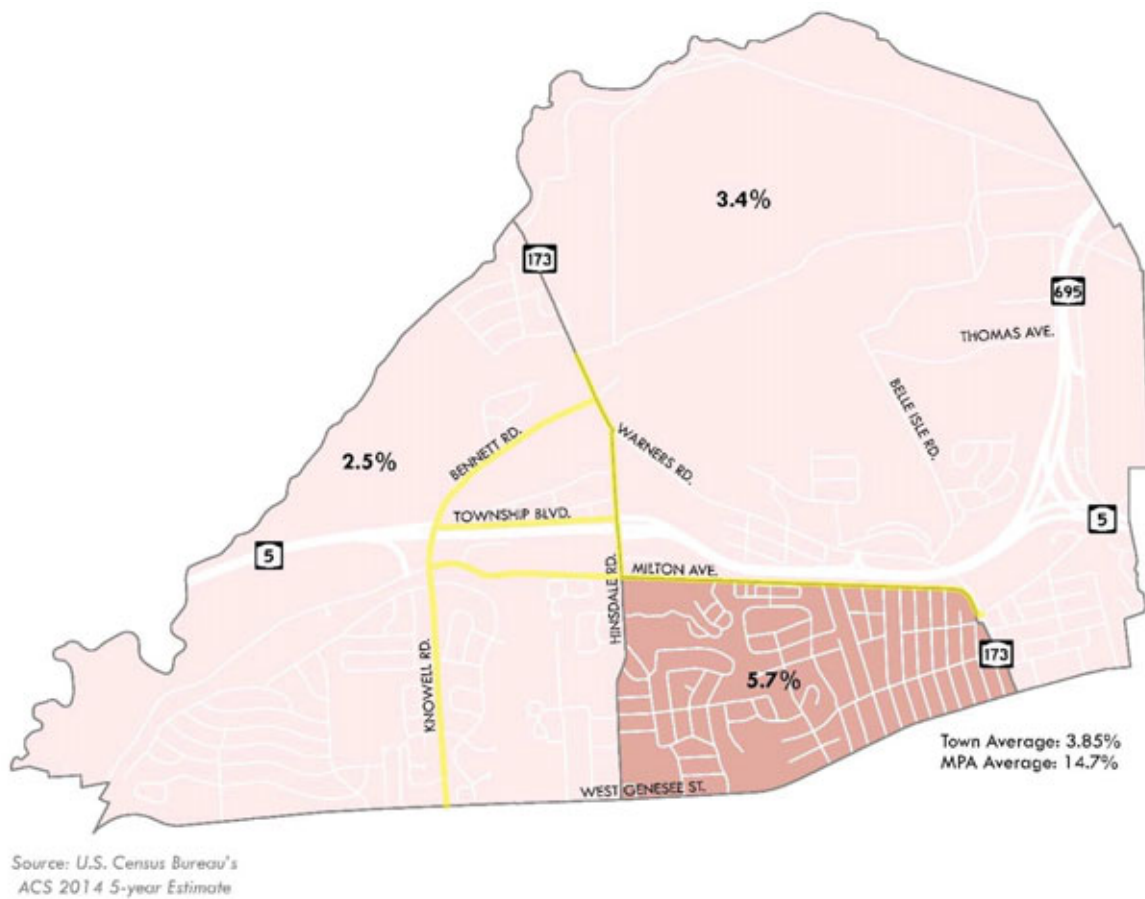 3.4%
173
695
THOMAS AVE.
BELLE ISLE RD.
WARNERS RD.
BENNETT RD.
2.5%
TOWNSHIP BLVD.
5
5
MILTON AVE.
HINSDALE RD.
KNOWELL RD.
173
5.7%
Town Average: 3.85%
MPA Average: 14.7%
WEST GENESEE ST.
Source: U.S. Census Bureau's
ACS 2014 5-year Estimate